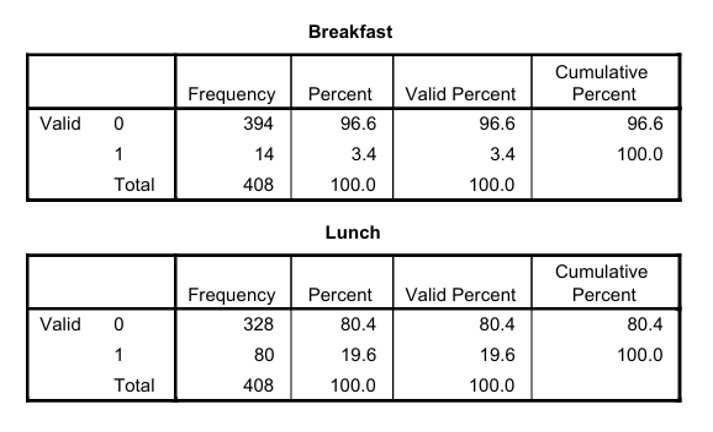 Breakfast
Frequency Percent Valid Percent Cumulative Percent
Valid 0 394 96.6 96.6 96.6
1 14 3.4 3.4 100.0
Total 408 100.0 100.0
Lunch
Frequency Percent Valid Percent Cumulative Percent
Valid 0 328 80.4 80.4 80.4
1 80 19.6 19.6 100.0
Total 408 100.0 100.0